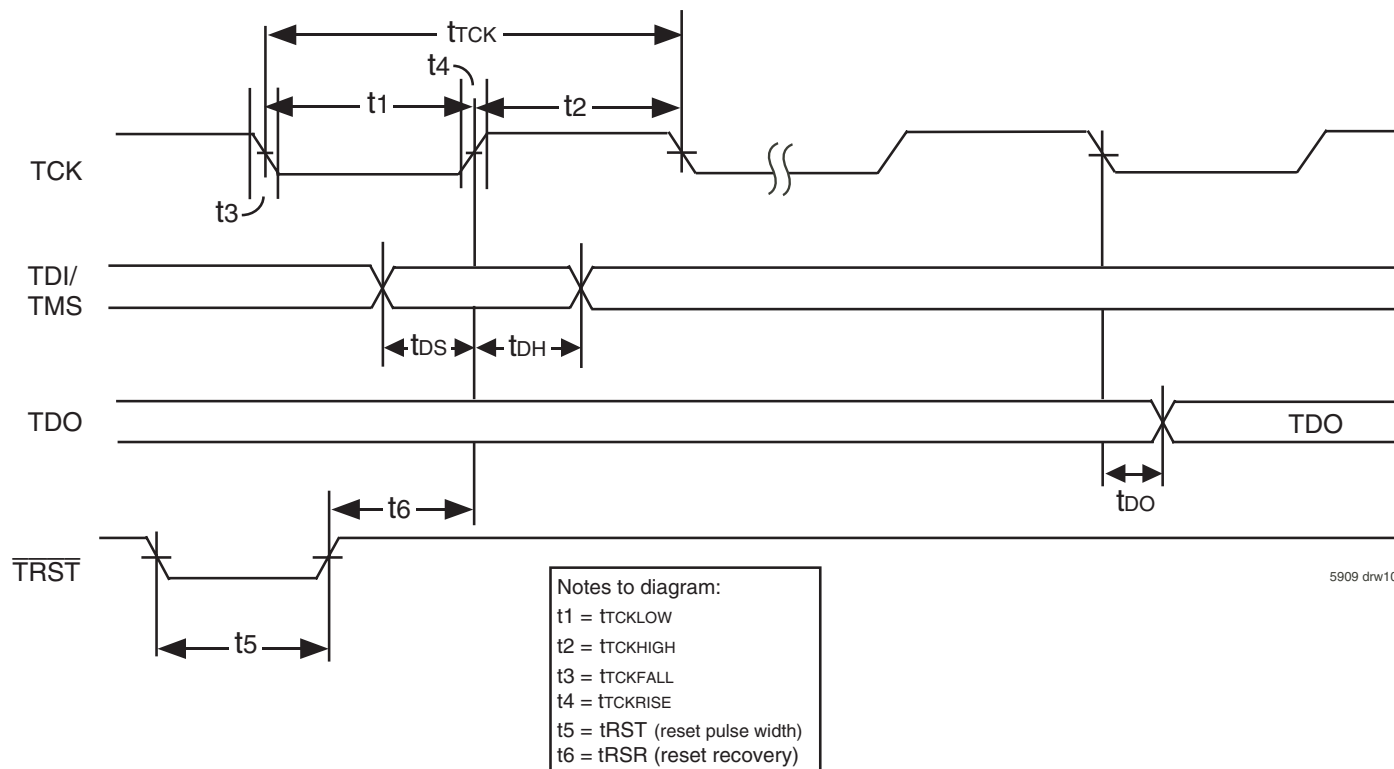 tTCK
t4
t1
t2
TCK
t3
TDI/
TMS
tDS
tDH
TDO
TDO
tDO
t6
TRST
5909 drw10
t5
Notes to diagram:
t1 = tTCKLOW
t2 = tTCKHIGH
t3 = tTCKFALL
t4 = tTCKRISE
t5 = tRST (reset pulse width)
t6 = tRSR (reset recovery)